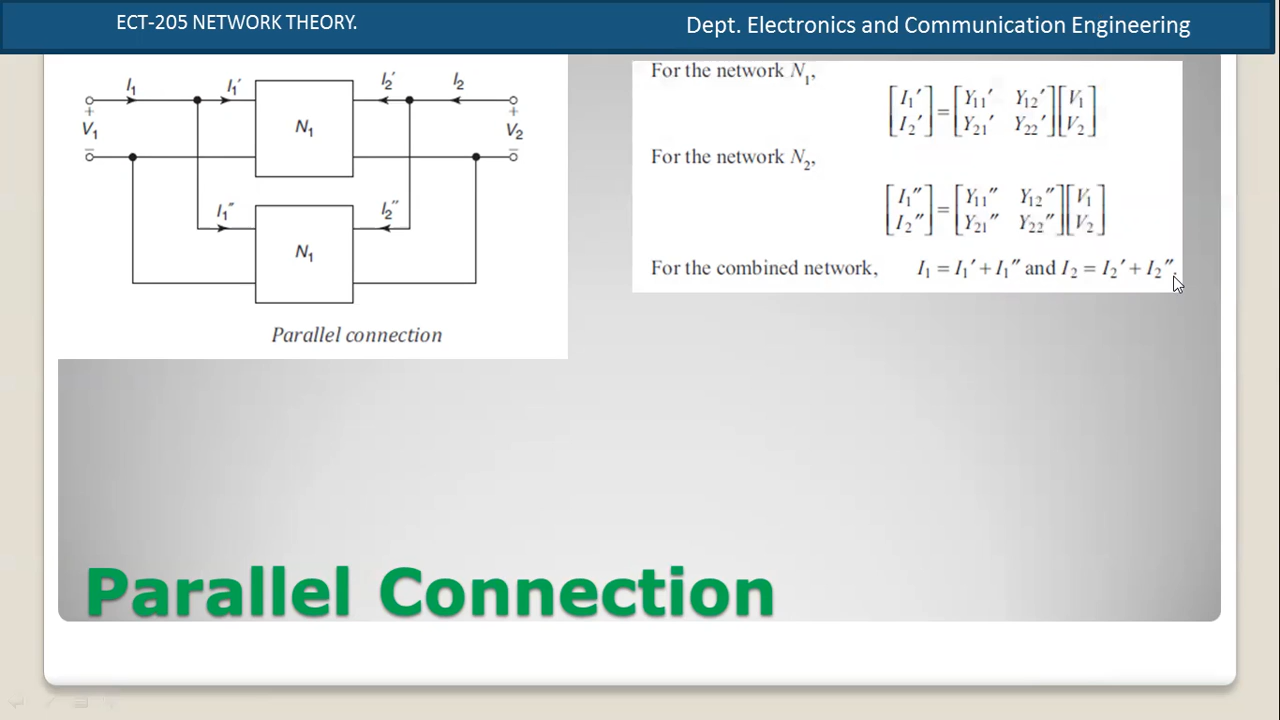 ECT-205 NETWORK THEORY.
Dept. Electronics and Communication Engineering
I₁ I₁′ I₂′ I₂
+ V₁ −
N₁
+ V₂ −
I₁″ I₂″
N₁
Parallel connection
For the network N₁,
[I₁′ I₂′] = [Y₁₁′ Y₁₂′ Y₂₁′ Y₂₂′] [V₁ V₂]
For the network N₂,
[I₁″ I₂″] = [Y₁₁″ Y₁₂″ Y₂₁″ Y₂₂″] [V₁ V₂]
For the combined network, I₁ = I₁′ + I₁″ and I₂ = I₂′ + I₂″.
Parallel Connection